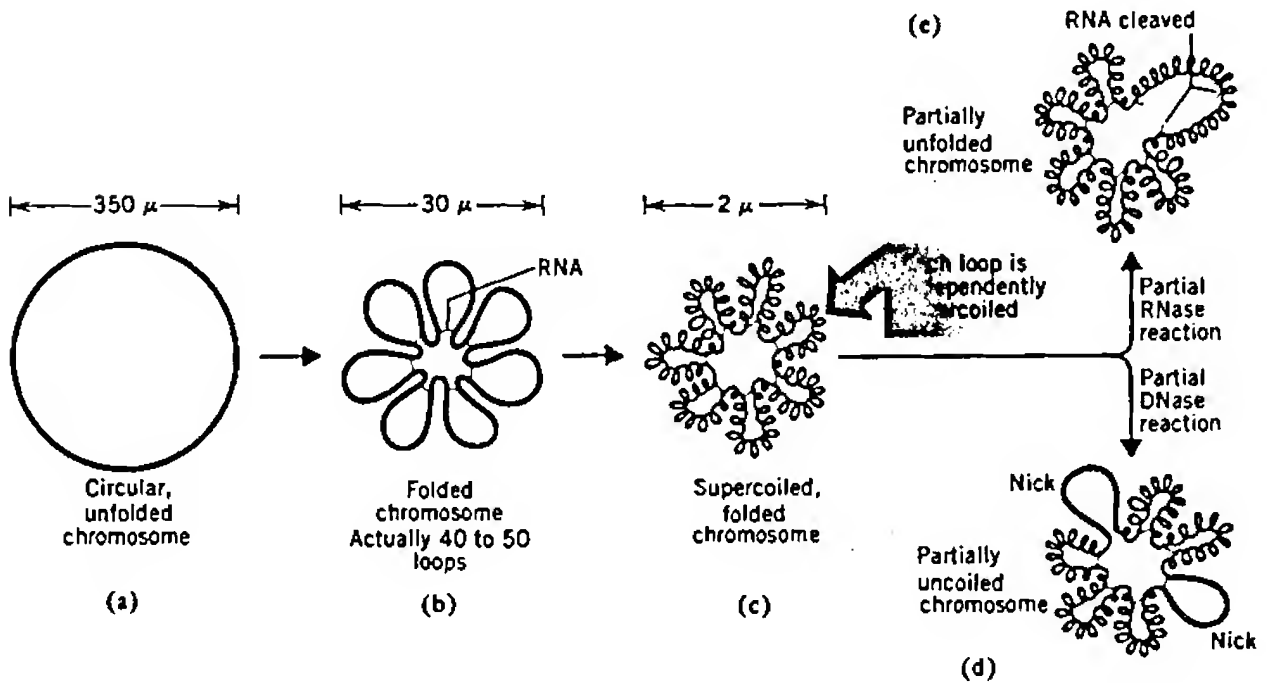 (e)
RNA cleaved
Partially
unfolded
chromosome
350 μ
30 μ
2 μ
RNA
loop is
Partial
RNase
reaction
Partial
DNase
reaction
Circular,
unfolded
chromosome
Folded
chromosome
Actually 40 to 50
loops
Supercoiled,
folded
chromosome
Nick
Partially
uncoiled
chromosome
Nick
(a)
(b)
(c)
(d)